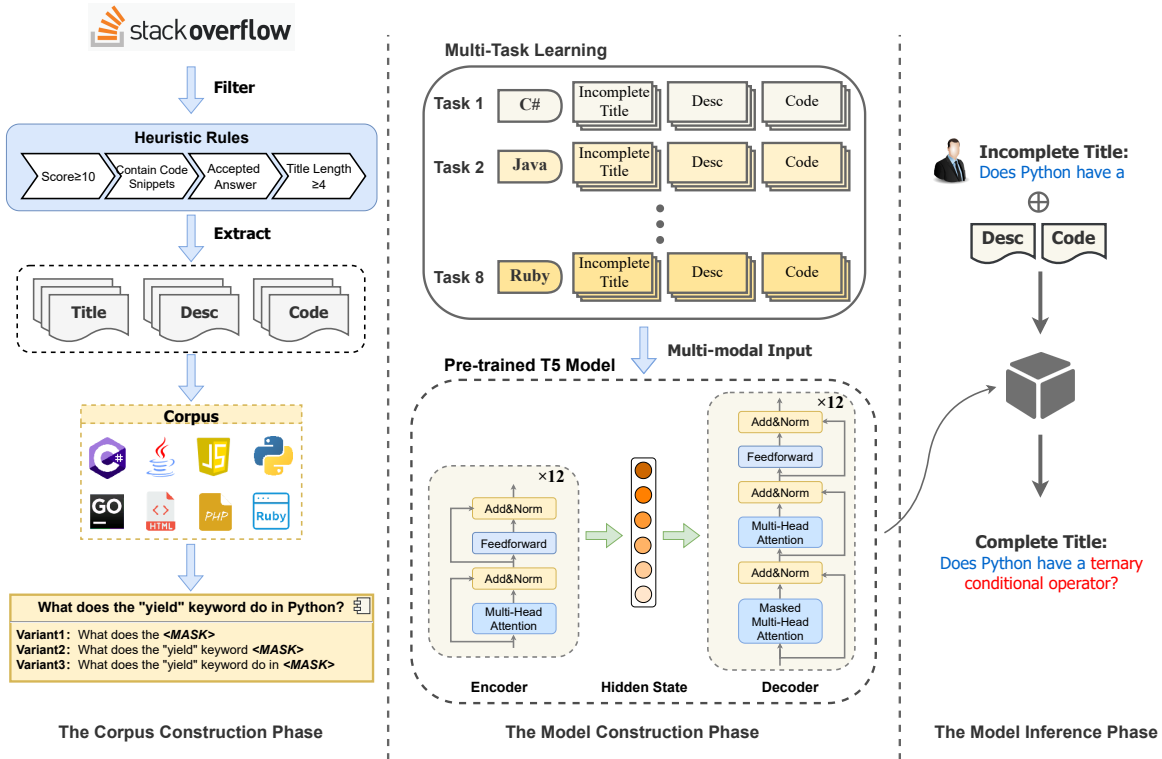 stackoverflow
Filter
Heuristic Rules
Score≥10
Contain Code
Snippets
Accepted
Answer
Title Length
≥4
Extract
Title
Desc
Code
Corpus
C#
Java
JS
GO
HTML
PHP
Ruby
What does the "yield" keyword do in Python?
Variant1: What does the <MASK>
Variant2: What does the "yield" keyword <MASK>
Variant3: What does the "yield" keyword do in <MASK>
The Corpus Construction Phase
Multi-Task Learning
Task 1
C#
Incomplete
Title
Desc
Code
Task 2
Java
Incomplete
Title
Desc
Code
Task 8
Ruby
Incomplete
Title
Desc
Code
Multi-modal Input
Pre-trained T5 Model
×12
Add&Norm
Feedforward
Add&Norm
Multi-Head
Attention
Encoder
Hidden State
×12
Add&Norm
Feedforward
Add&Norm
Multi-Head
Attention
Add&Norm
Masked
Multi-Head
Attention
Decoder
The Model Construction Phase
Incomplete Title:
Does Python have a
Desc
Code
Complete Title:
Does Python have a ternary
conditional operator?
The Model Inference Phase